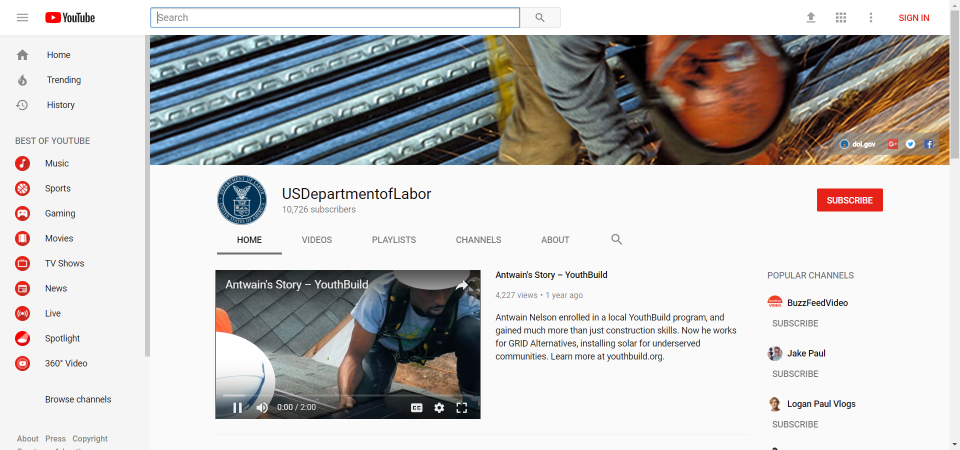 YouTube
Search
SIGN IN
Home
Trending
History
BEST OF YOUTUBE
Music
Sports
Gaming
Movies
TV Shows
News
Live
Spotlight
360° Video
Browse channels
About Press Copyright
dol.gov
USDepartmentofLabor
10,726 subscribers
SUBSCRIBE
HOME VIDEOS PLAYLISTS CHANNELS ABOUT
Antwain's Story – YouthBuild
0:00 / 2:00
CC
Antwain's Story – YouthBuild
4,227 views • 1 year ago
Antwain Nelson enrolled in a local YouthBuild program, and
gained much more than just construction skills. Now he works
for GRID Alternatives, installing solar for underserved
communities. Learn more at youthbuild.org.
POPULAR CHANNELS
BuzzFeedVideo
SUBSCRIBE
Jake Paul
SUBSCRIBE
Logan Paul Vlogs
SUBSCRIBE